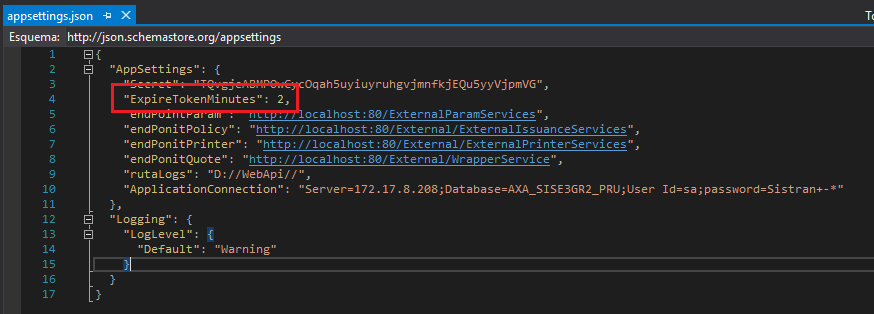 appsettings.json
To
Esquema: http://json.schemastore.org/appsettings
1 {
2 "AppSettings": {
3 "Secret": "
4 "ExpireTokenMinutes": 2,
5 "endPointParam": "http://localhost:80/ExternalParamServices",
6 "endPonitPolicy": "http://localhost:80/External/ExternalIssuanceServices",
7 "endPonitPrinter": "http://localhost:80/External/ExternalPrinterServices",
8 "endPonitQuote": "http://localhost:80/External/WrapperService",
9 "rutaLogs": "D://WebApi//",
10 "ApplicationConnection": "Server=172.17.8.208;Database=AXA_SISE3GR2_PRU;User Id=sa;password=Sistran+-*"
11 },
12 "Logging": {
13 "LogLevel": {
14 "Default": "Warning"
15 }
16 }
17 }